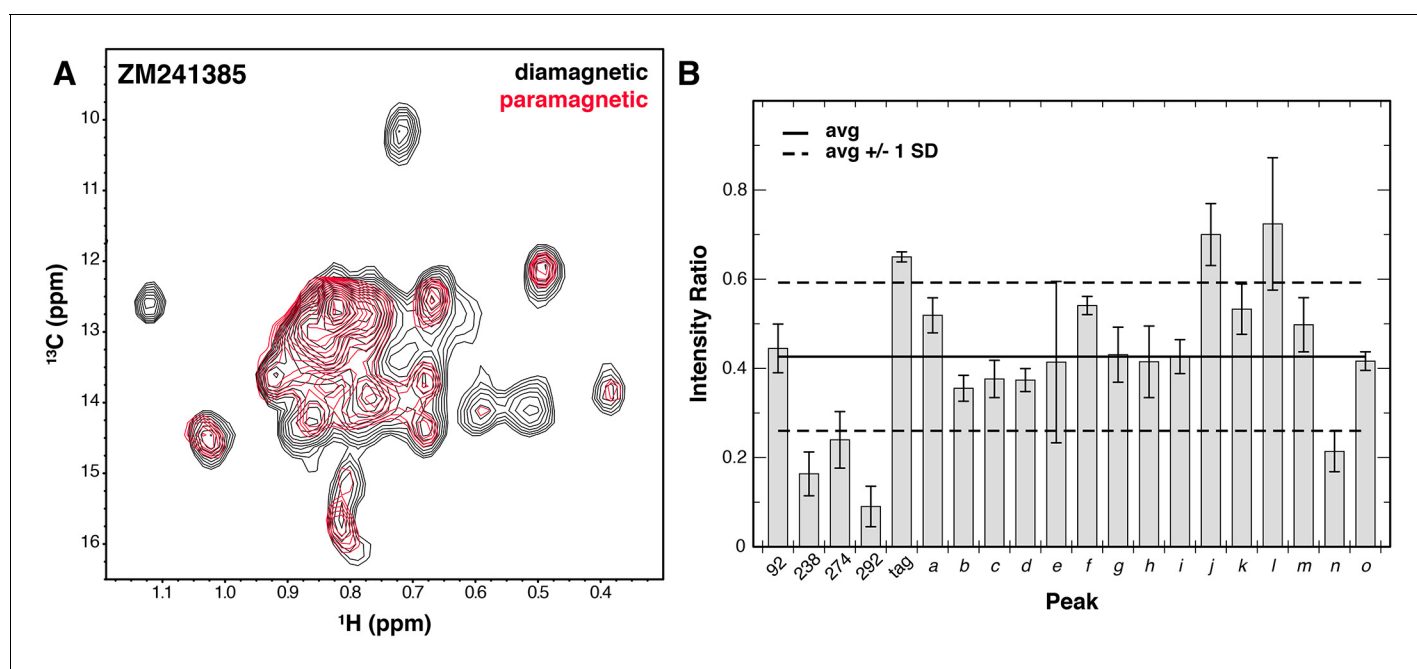 A
ZM241385
diamagnetic
paramagnetic
10
11
12
13
14
15
16
¹³C (ppm)
1.1 1.0 0.9 0.8 0.7 0.6 0.5 0.4
¹H (ppm)
B
avg
avg +/- 1 SD
0.8
0.6
0.4
0.2
0
Intensity Ratio
92 238 274 292 tag a b c d e f g h i j k l m n o
Peak